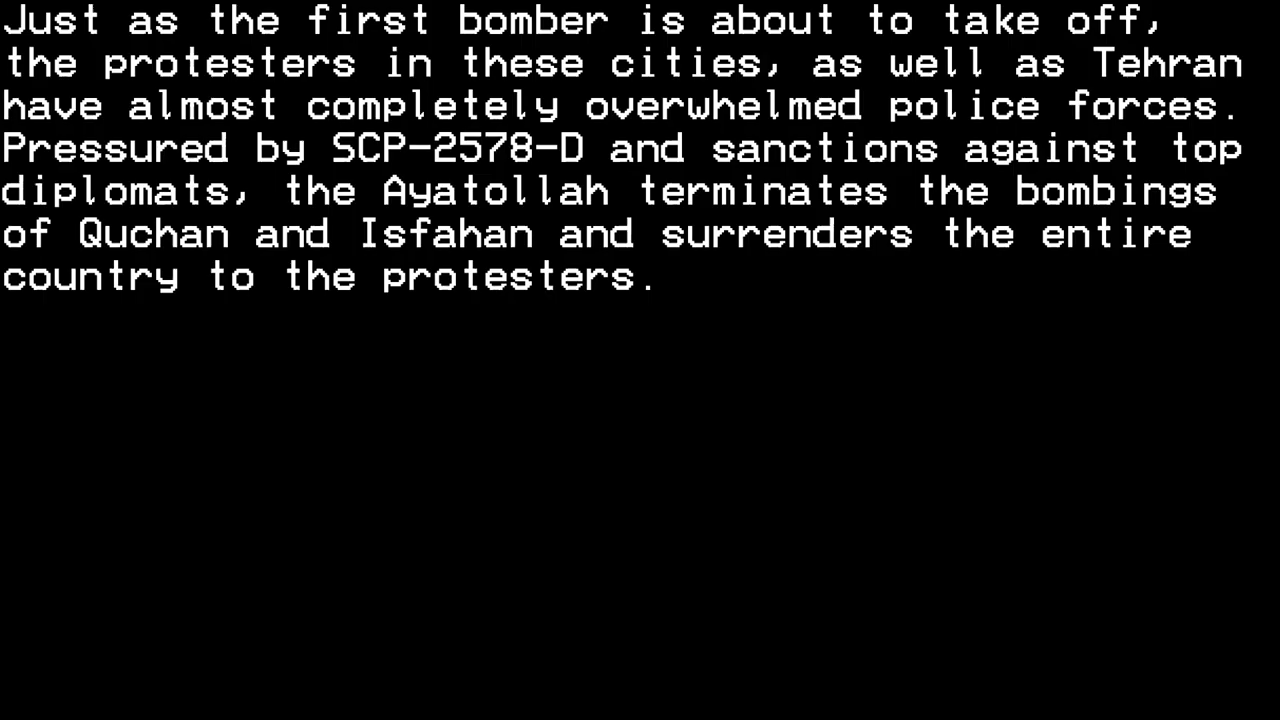 Just as the first bomber is about to take off,
the protesters in these cities, as well as Tehran
have almost completely overwhelmed police forces.
Pressured by SCP-2578-D and sanctions against top
diplomats, the Ayatollah terminates the bombings
of Quchan and Isfahan and surrenders the entire
country to the protesters.